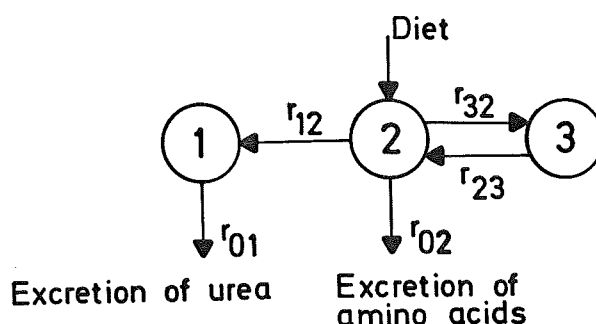 Diet
r12
r32
1
2
3
r23
r01
r02
Excretion of urea
Excretion of
amino acids